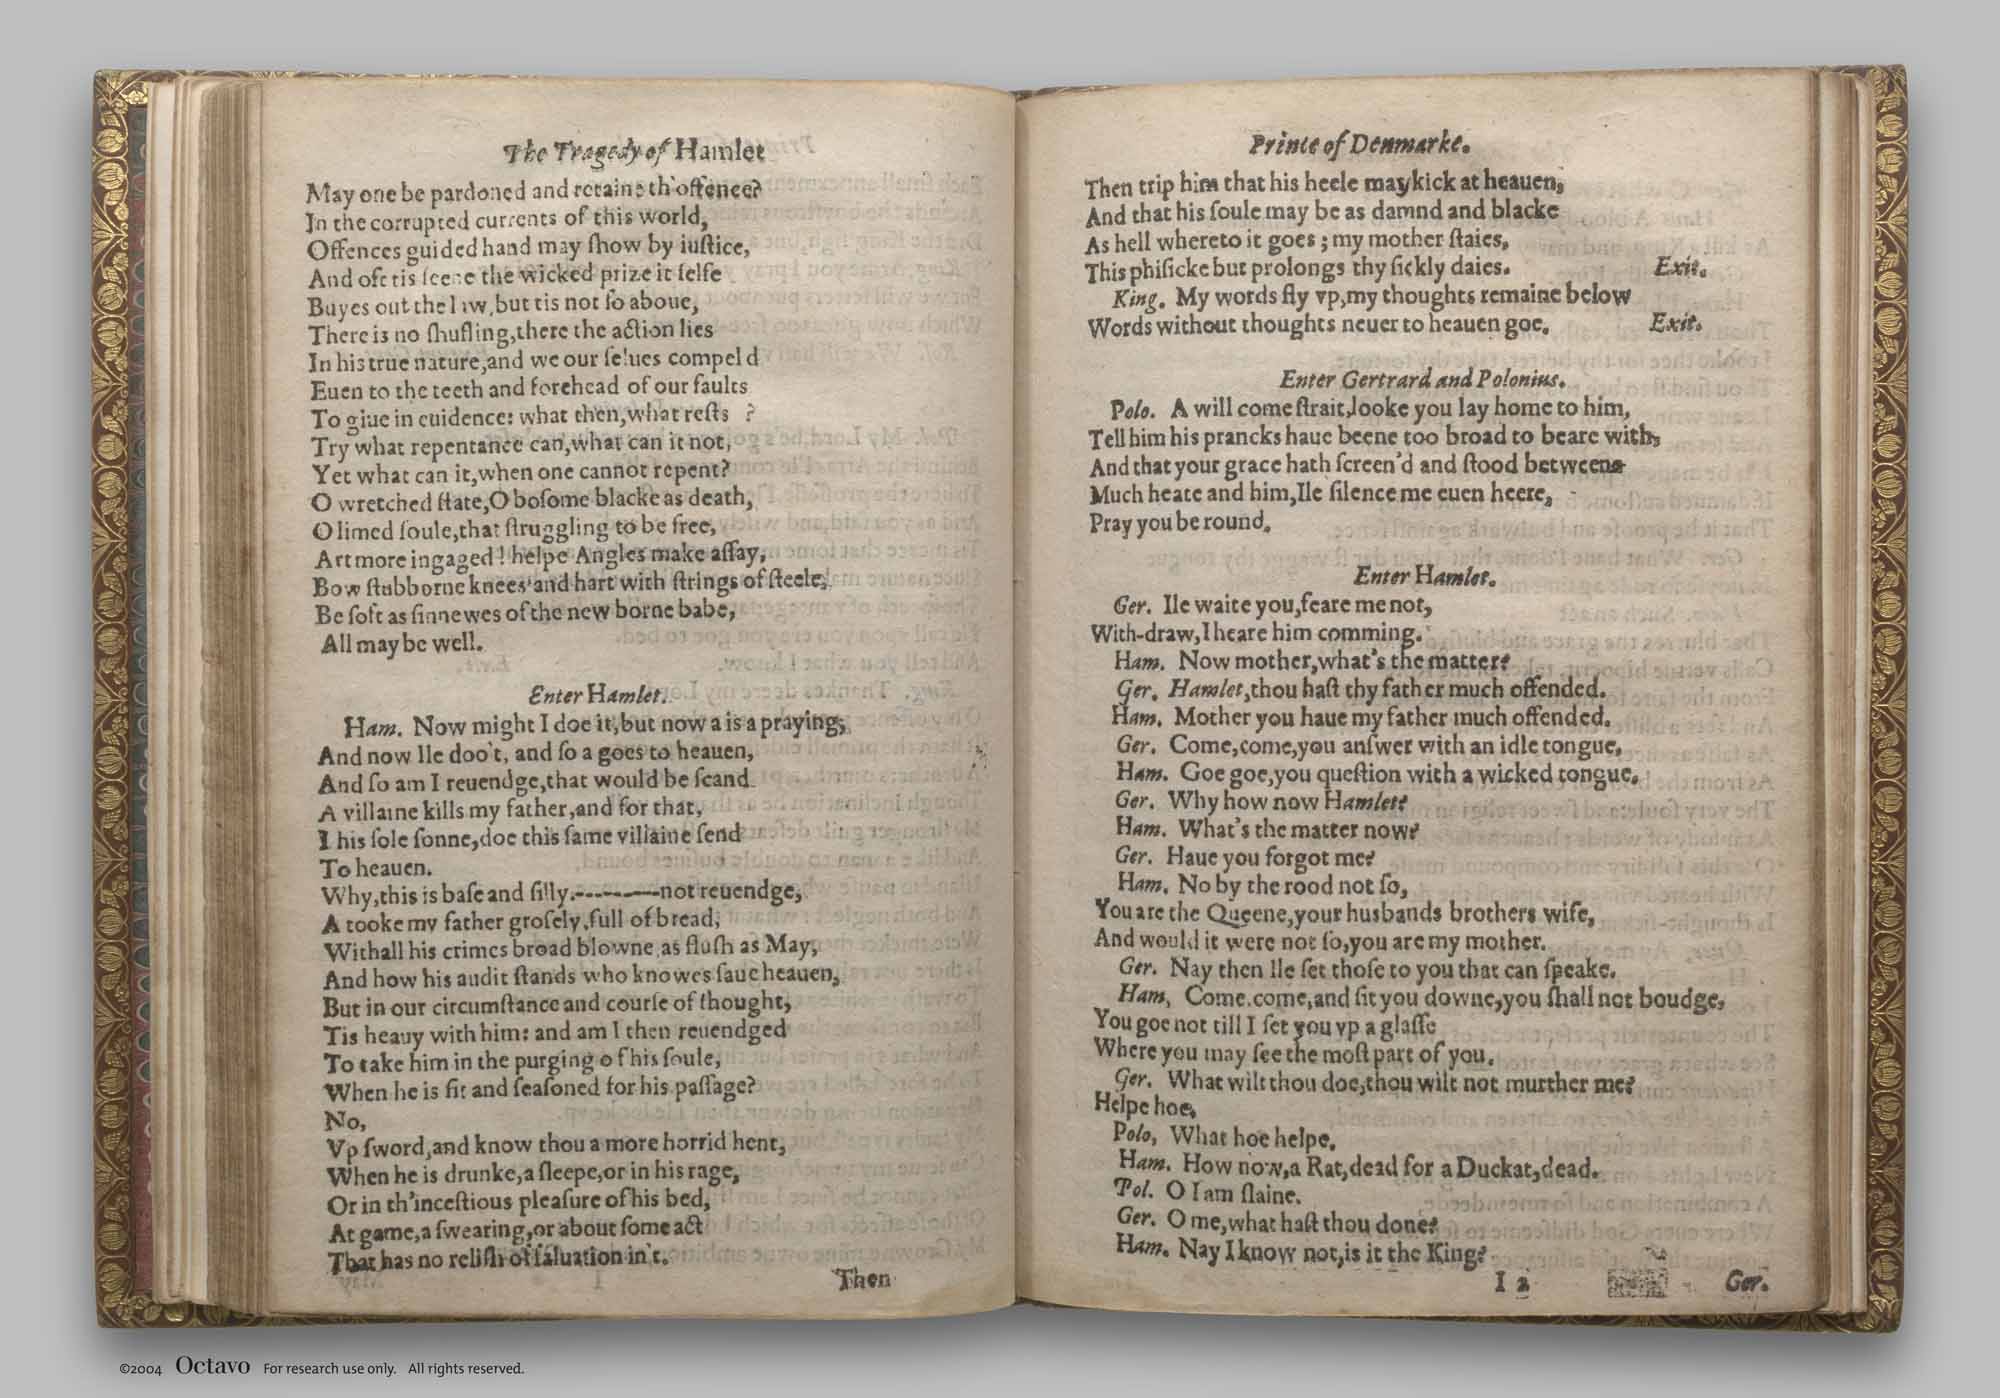 The Tragedy of Hamlet
May one be pardoned and retaine th'offence?
In the corrupted currents of this world,
Offences guided hand may ſhow by iuſtice,
And oft tis ſeene the wicked prize it ſelfe
Buyes out the law, but tis not ſo aboue,
There is no ſhufling, there the action lies
In his true nature, and we our ſelues compeld
Euen to the teeth and forehead of our faults
To giue in euidence: what then, what reſts ?
Try what repentance can, what can it not,
Yet what can it, when one cannot repent?
O wretched ſtate, O boſome blacke as death,
O limed ſoule, that ſtruggling to be free,
Art more ingaged! helpe Angles make aſſay,
Bow ſtubborne knees and hart with ſtrings of ſteele,
Be ſoft as ſinnewes of the new borne babe,
All may be well.
Enter Hamlet.
Ham. Now might I doe it, but now a is a praying,
And now Ile doo't, and ſo a goes to heauen,
And ſo am I reuendge, that would be ſcand
A villaine kills my father, and for that,
I his ſole ſonne, doe this ſame villaine ſend
To heauen.
Why, this is baſe and ſilly.--------not reuendge,
A tooke my father groſely, full of bread,
Withall his crimes broad blowne, as fluſh as May,
And how his audit ſtands who knowes ſaue heauen,
But in our circumſtance and courſe of thought,
Tis heauy with him: and am I then reuendged
To take him in the purging of his ſoule,
When he is fit and ſeaſoned for his paſſage?
No,
Vp ſword, and know thou a more horrid hent,
When he is drunke, a ſleepe, or in his rage,
Or in th'inceſtious pleaſure of his bed,
At game, a ſwearing, or about ſome act
That has no reliſh of ſaluation in't.
Then
Prince of Denmarke.
Then trip him that his heele may kick at heauen,
And that his ſoule may be as damnd and blacke
As hell whereto it goes; my mother ſtaies,
This phiſicke but prolongs thy ſickly daies. Exit.
King. My words fly vp, my thoughts remaine below
Words without thoughts neuer to heauen goe. Exit.
Enter Gertrard and Polonius.
Polo. A will come ſtrait, looke you lay home to him,
Tell him his prancks haue beene too broad to beare with,
And that your grace hath ſcreen'd and ſtood betweene
Much heate and him, Ile ſilence me euen heere,
Pray you be round.
Enter Hamlet.
Ger. Ile waite you, feare me not,
With-draw, I heare him comming.
Ham. Now mother, what's the matter?
Ger. Hamlet, thou haſt thy father much offended.
Ham. Mother you haue my father much offended.
Ger. Come, come, you anſwer with an idle tongue,
Ham. Goe goe, you queſtion with a wicked tongue.
Ger. Why how now Hamlet?
Ham. What's the matter now?
Ger. Haue you forgot me?
Ham. No by the rood not ſo,
You are the Queene, your husbands brothers wife,
And would it were not ſo, you are my mother.
Ger. Nay then Ile ſet thoſe to you that can ſpeake.
Ham, Come. come, and ſit you downe, you ſhall not boudge,
You goe not till I ſet you vp a glaſſe
Where you may ſee the moſt part of you.
Ger. What wilt thou doe, thou wilt not murther me?
Helpe hoe.
Polo, What hoe helpe.
Ham. How now, a Rat, dead for a Duckat, dead.
Pol. O I am ſlaine.
Ger. O me, what haſt thou done?
Ham. Nay I know not, is it the King?
I 2 Ger.
©2004 Octavo For research use only. All rights reserved.